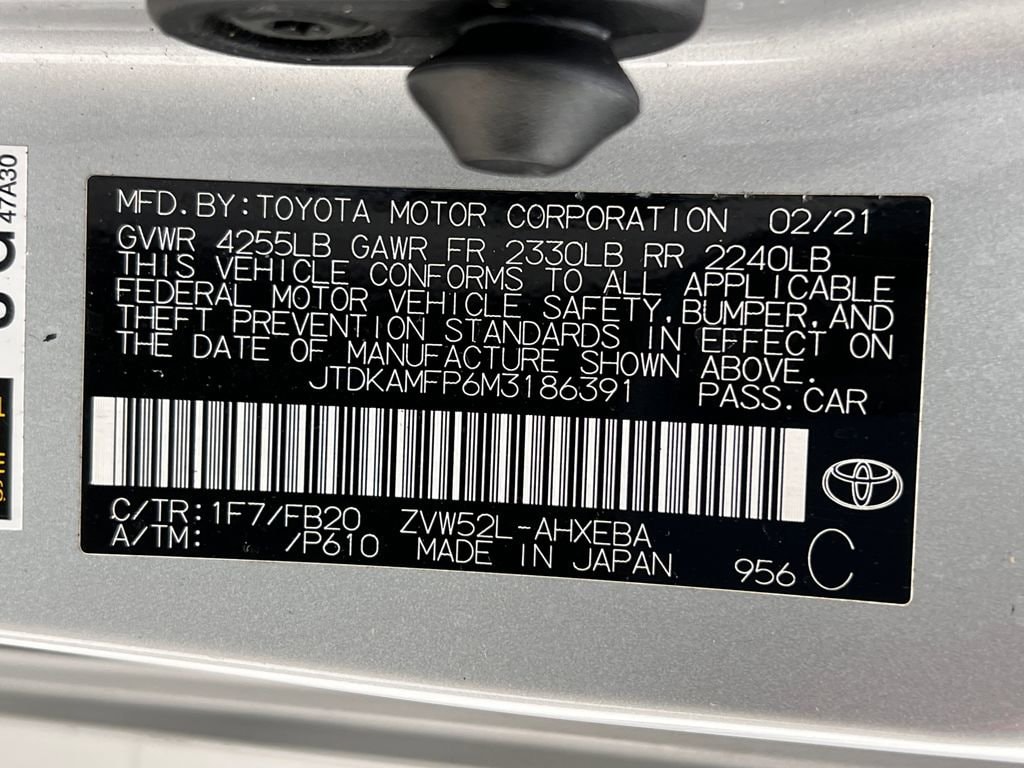 MFD.BY:TOYOTA MOTOR CORPORATION 02/21
GVWR 4255LB GAWR FR 2330LB RR 2240LB
THIS VEHICLE CONFORMS TO ALL APPLICABLE
FEDERAL MOTOR VEHICLE SAFETY,BUMPER,AND
THEFT PREVENTION STANDARDS IN EFFECT ON
THE DATE OF MANUFACTURE SHOWN ABOVE.
JTDKAMFP6M3186391 PASS.CAR
C/TR:1F7/FB20 ZVW52L-AHXEBA
A/TM: /P610 MADE IN JAPAN 956 C
47A30